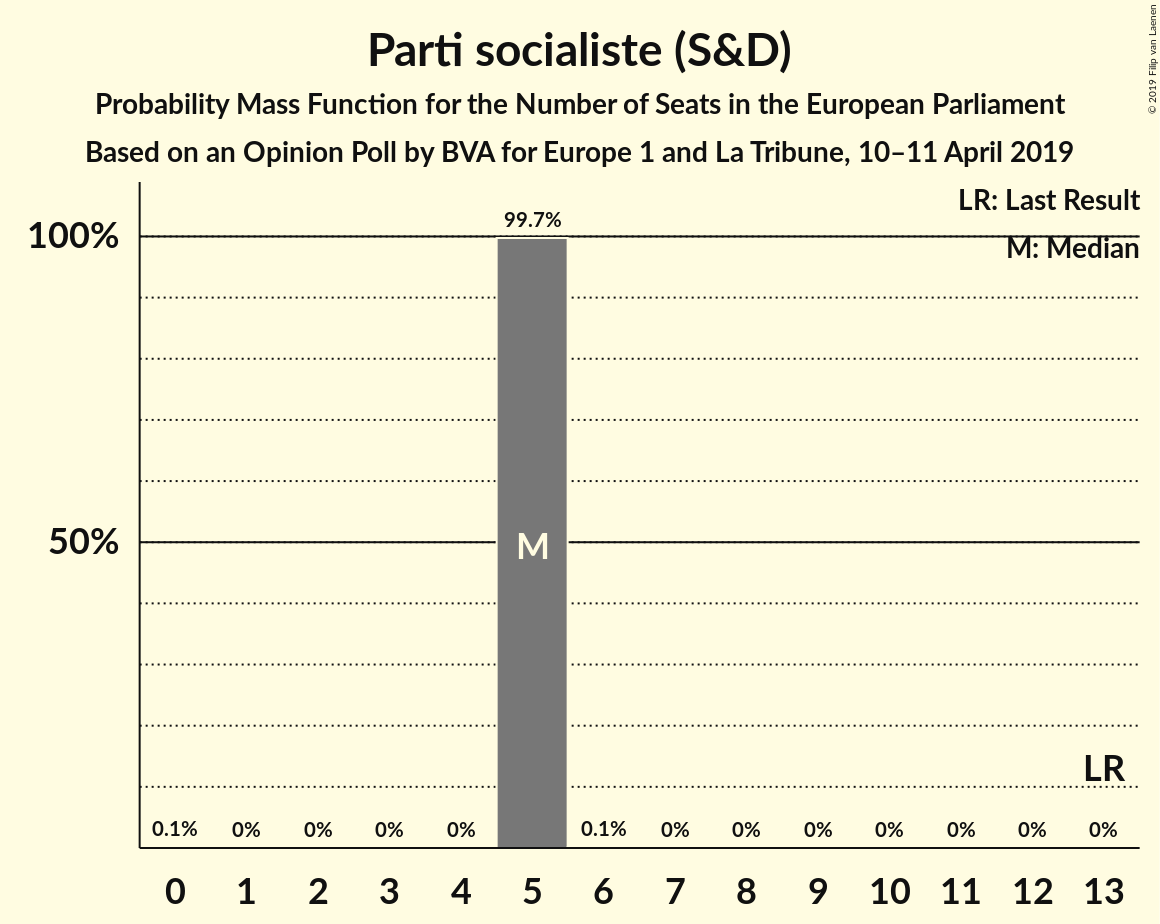 Parti socialiste (S&D)
Probability Mass Function for the Number of Seats in the European Parliament
Based on an Opinion Poll by BVA for Europe 1 and La Tribune, 10–11 April 2019
© 2019 Filip van Laenen
LR: Last Result
M: Median
99.7%
100%
50%
M
LR
0.1% 0% 0% 0% 0% 0.1% 0% 0% 0% 0% 0% 0% 0%
0 1 2 3 4 5 6 7 8 9 10 11 12 13